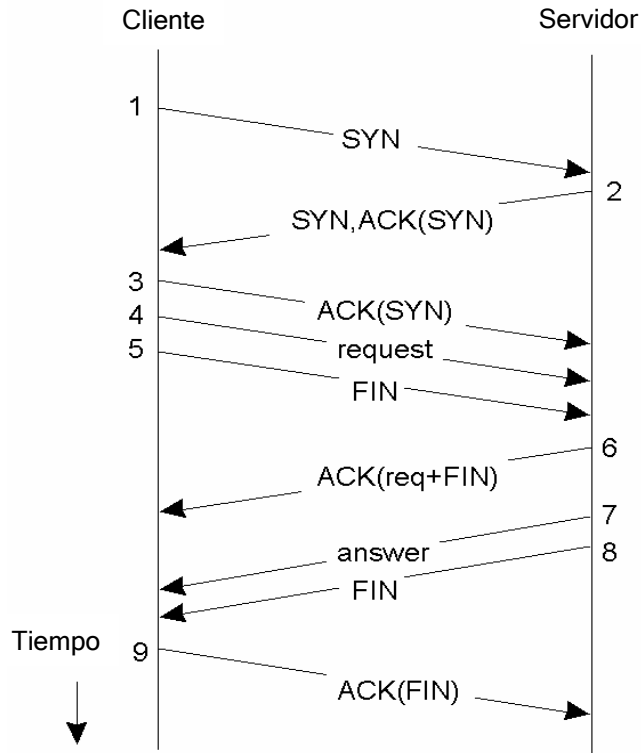 Cliente
Servidor
1
SYN
2
SYN,ACK(SYN)
3
ACK(SYN)
4
request
5
FIN
6
ACK(req+FIN)
7
answer
8
FIN
Tiempo
9
ACK(FIN)